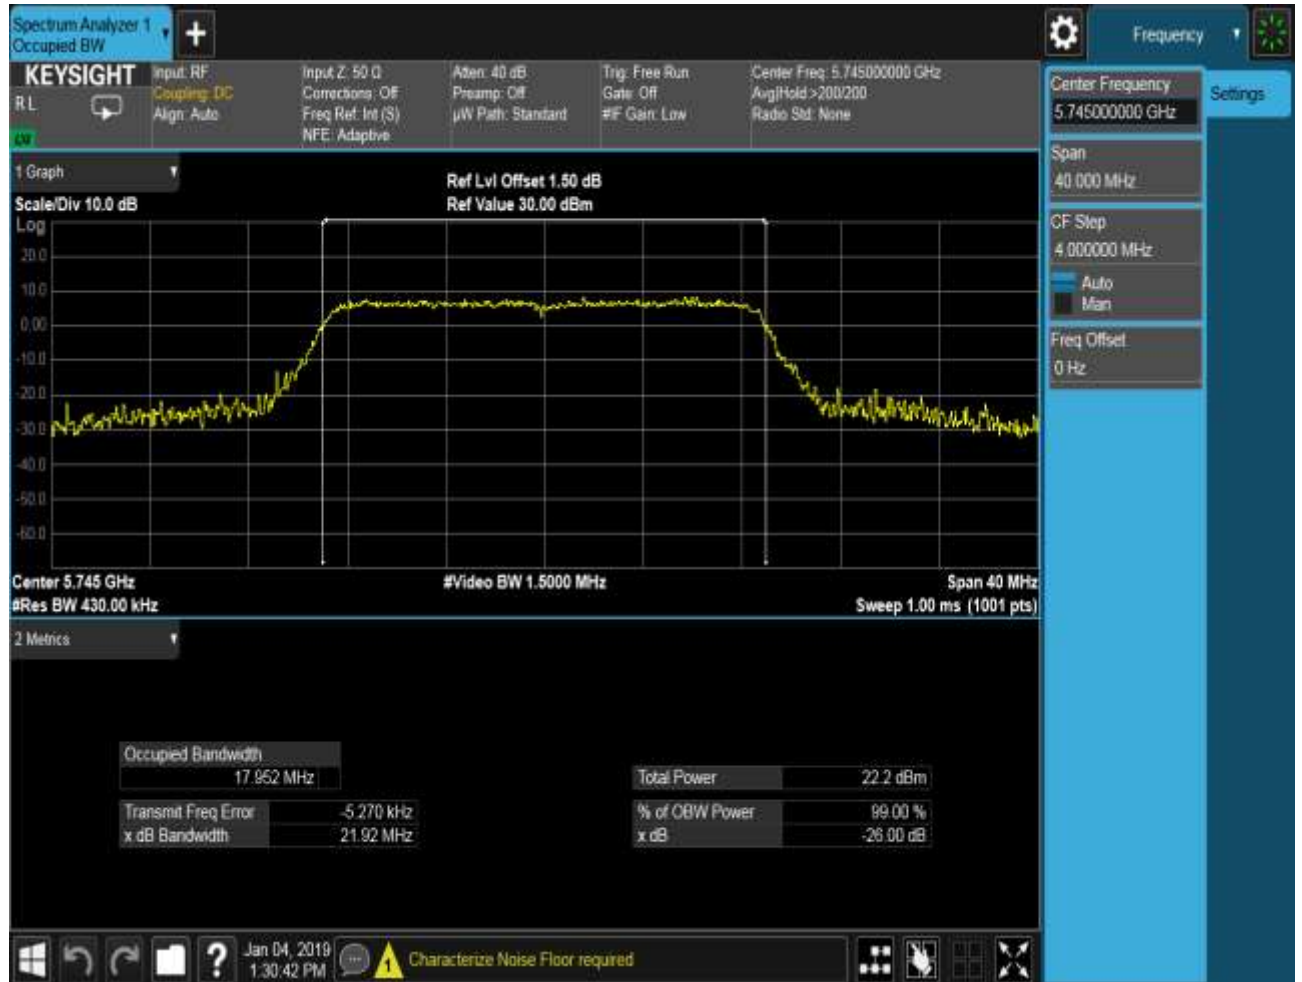 Spectrum Analyzer 1
Occupied BW
Frequency
KEYSIGHT
R L
Input: RF
Coupling: DC
Align: Auto
Input Z: 50 Ω
Corrections: Off
Freq Ref: Int (S)
NFE: Adaptive
Atten: 40 dB
Preamp: Off
µW Path: Standard
Trig: Free Run
Gate: Off
#IF Gain: Low
Center Freq: 5.745000000 GHz
Avg|Hold:>200/200
Radio Std: None
Center Frequency
5.745000000 GHz
Settings
Span
40.000 MHz
CF Step
4.000000 MHz
Auto
Man
Freq Offset
0 Hz
1 Graph
Scale/Div 10.0 dB
Ref Lvl Offset 1.50 dB
Ref Value 30.00 dBm
Log
20.0
10.0
0.00
-10.0
-20.0
-30.0
-40.0
-50.0
-60.0
Center 5.745 GHz
#Video BW 1.5000 MHz
Span 40 MHz
#Res BW 430.00 kHz
Sweep 1.00 ms (1001 pts)
2 Metrics
Occupied Bandwidth
17.952 MHz
Total Power 22.2 dBm
Transmit Freq Error -5.270 kHz
% of OBW Power 99.00 %
x dB Bandwidth 21.92 MHz
x dB -26.00 dB
Jan 04, 2019
1:30:42 PM
1
Characterize Noise Floor required